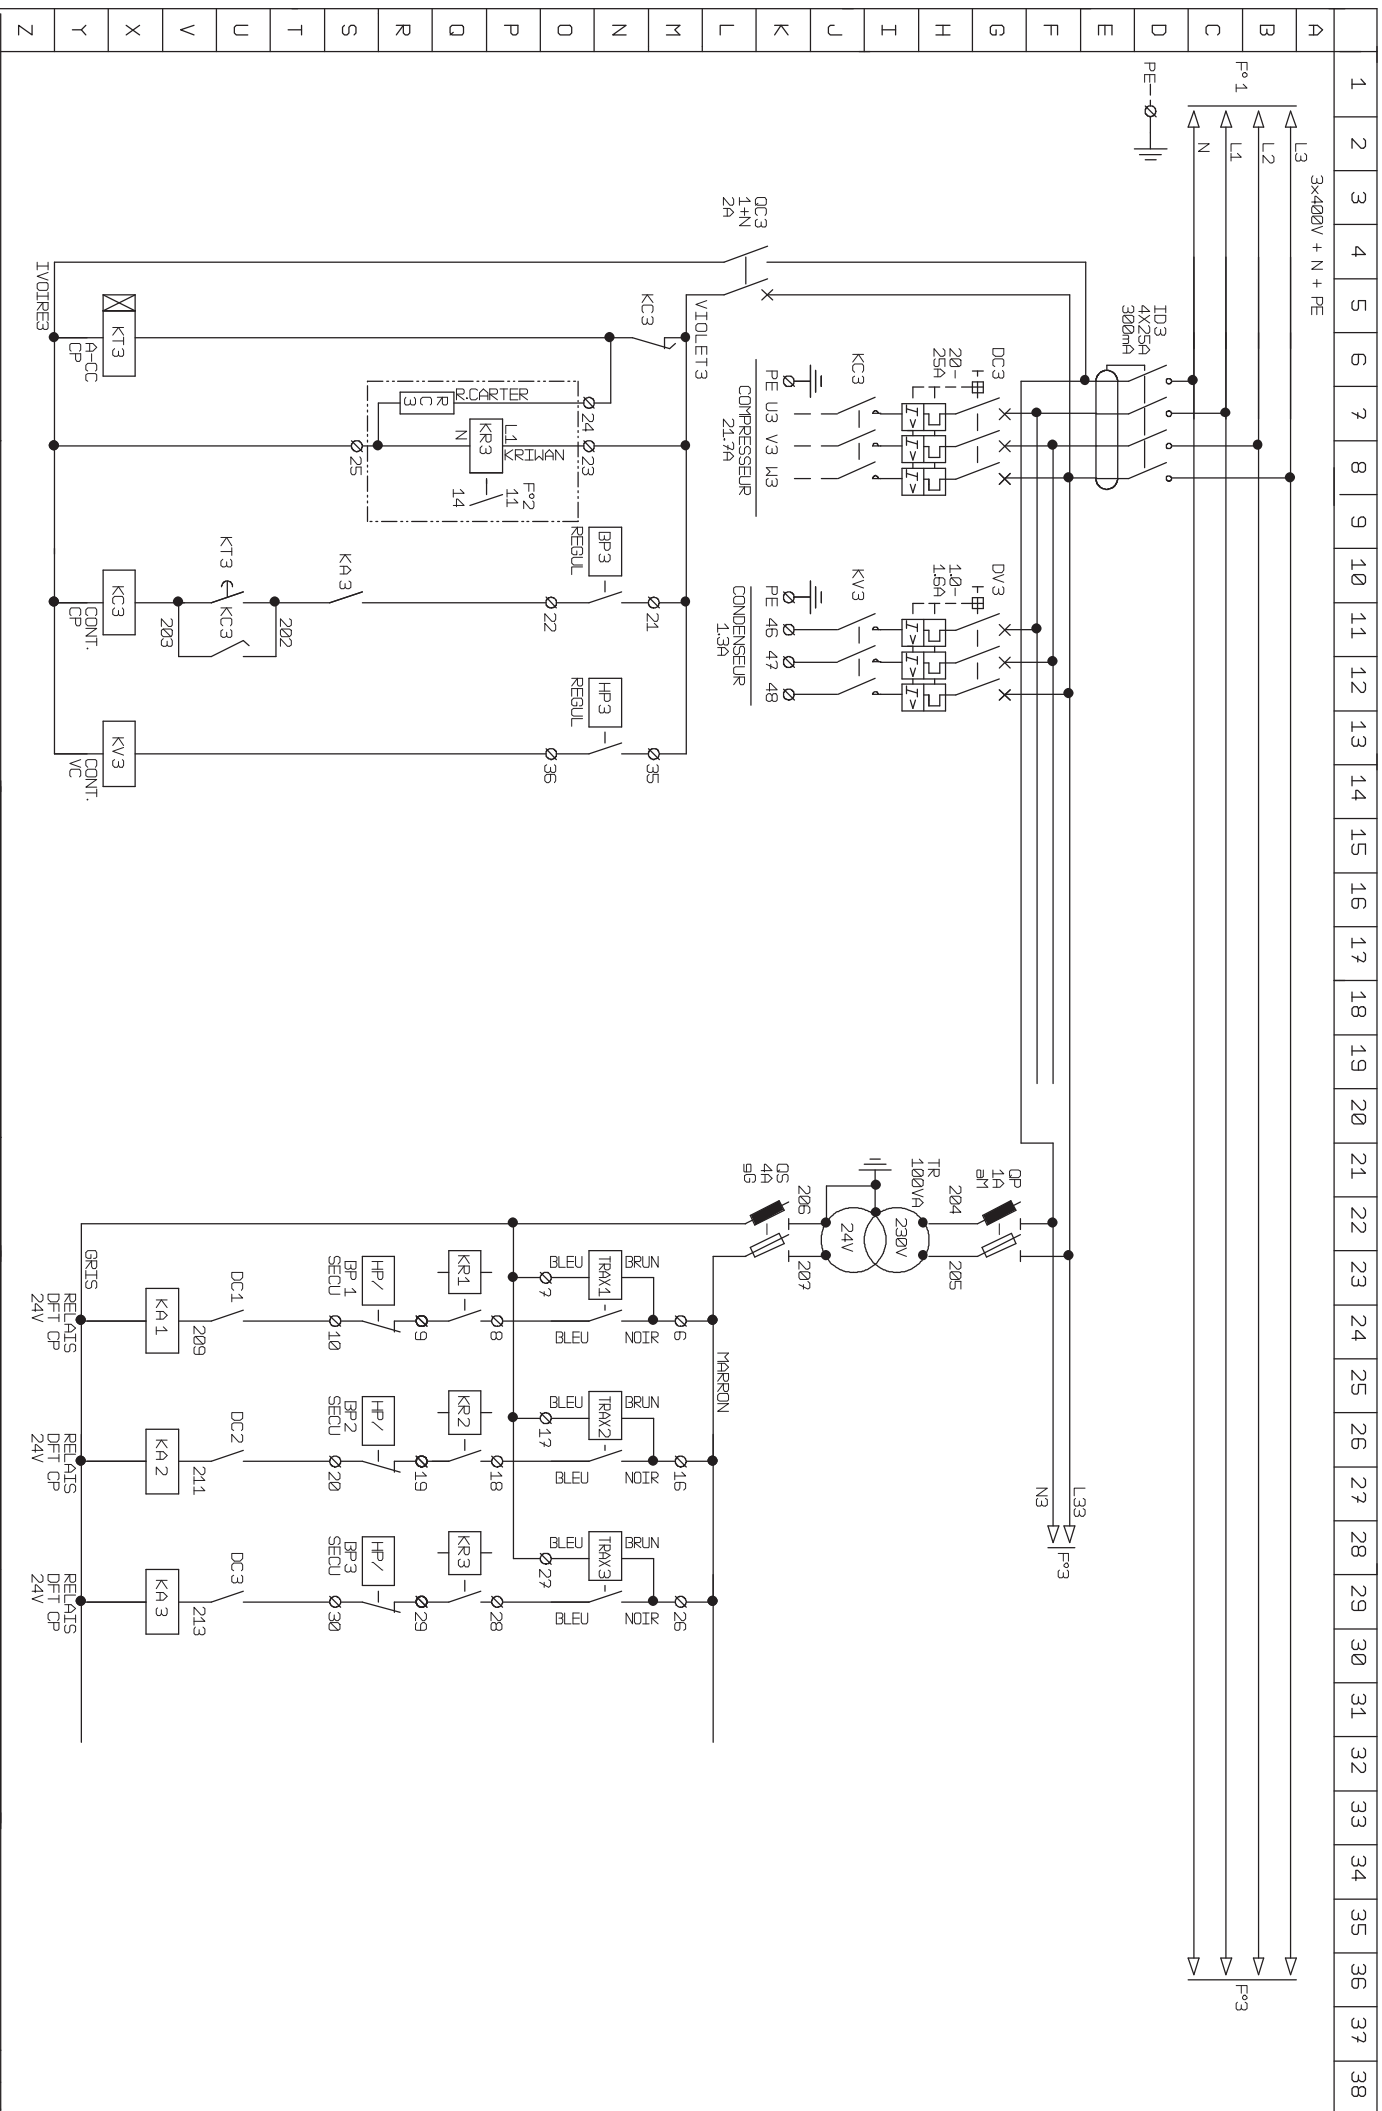 A B C D E F G H I J K L M N O P Q R S T U V X Y Z
1 2 3 4 5 6 7 8 9 10 11 12 13 14 15 16 17 18 19 20 21 22 23 24 25 26 27 28 29 30 31 32 33 34 35 36 37 38
3x400V + N + PE
F°1
L3
L2
L1
N
PE
F°3
ID3
4X25A
300mA
L33
N3
F°3
DC3
20-
25A
KC3
PE U3 V3 W3
COMPRESSEUR
21.7A
DV3
1.0-
1.6A
KV3
PE 46 47 48
CONDENSEUR
1.3A
QC3
1+N
2A
VIOLET3
KC3
24
23
R.CARTER
RC3
L1
KRIWAN
KR3
N
F°2
11
14
25
KT3
A-CC
CP
IVOIRE3
21
BP3
REGUL
22
KA3
202
KT3
KC3
203
KC3
CONT.
CP
35
HP3
REGUL
36
KV3
CONT.
VC
QP
1A
aM
204
205
TR
100VA
230V
24V
206
207
QS
4A
gG
MARRON
6
BRUN
NOIR
TRAX1
BLEU
BLEU
7
8
KR1
9
HP/
BP1
SECU
10
DC1
209
KA1
GRIS
RELAIS
DFT CP
24V
16
BRUN
NOIR
TRAX2
BLEU
BLEU
17
18
KR2
19
HP/
BP2
SECU
20
DC2
211
KA2
RELAIS
DFT CP
24V
26
BRUN
NOIR
TRAX3
BLEU
BLEU
27
28
KR3
29
HP/
BP3
SECU
30
DC3
213
KA3
RELAIS
DFT CP
24V